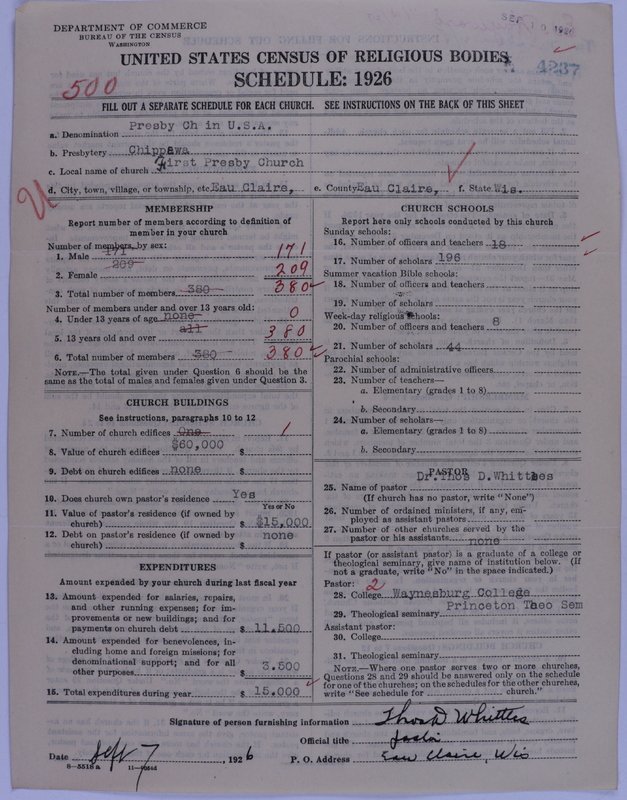 DEPARTMENT OF COMMERCE
BUREAU OF THE CENSUS
WASHINGTON
SEP 10 1926
UNITED STATES CENSUS OF RELIGIOUS BODIES
4237
SCHEDULE: 1926
500
FILL OUT A SEPARATE SCHEDULE FOR EACH CHURCH. SEE INSTRUCTIONS ON THE BACK OF THIS SHEET
a. Denomination Presby Ch in U.S.A.
b. Presbytery Chippewa
c. Local name of church First Presby Church
d. City, town, village, or township, etc. Eau Claire, e. County Eau Claire, f. State Wis.
U
MEMBERSHIP
Report number of members according to definition of
member in your church
Number of members, by sex:
1. Male 171 171
2. Female 209 209
3. Total number of members 380 380
Number of members under and over 13 years old:
4. Under 13 years of age none 0
5. 13 years old and over all 380
6. Total number of members 380 380
NOTE.—The total given under Question 6 should be
same as the total of males and females given under Question 3.
CHURCH BUILDINGS
See instructions, paragraphs 10 to 12
7. Number of church edifices One 1
8. Value of church edifices $60,000 $
9. Debt on church edifices none $
10. Does church own pastor's residence Yes
Yes or No
11. Value of pastor's residence (if owned by
church) $ $15,000
12. Debt on pastor's residence (if owned by
church) $ none
EXPENDITURES
Amount expended by your church during last fiscal year
13. Amount expended for salaries, repairs,
and other running expenses; for im-
provements or new buildings; and for
payments on church debt $ 11.500
14. Amount expended for benevolences, in-
cluding home and foreign missions; for
denominational support; and for all
other purposes $ 3.500
15. Total expenditures during year $ 15.000
CHURCH SCHOOLS
Report here only schools conducted by this church
Sunday schools:
16. Number of officers and teachers 18
17. Number of scholars 196
Summer vacation Bible schools:
18. Number of officers and teachers
19. Number of scholars
Week-day religious schools:
20. Number of officers and teachers 8
21. Number of scholars 44
Parochial schools:
22. Number of administrative officers
23. Number of teachers—
a. Elementary (grades 1 to 8)
b. Secondary
24. Number of scholars—
a. Elementary (grades 1 to 8)
b. Secondary
PASTOR
25. Name of pastor Dr. Thos D. Whittles
(If church has no pastor, write "None")
26. Number of ordained ministers, if any, em-
ployed as assistant pastors
27. Number of other churches served by the
pastor or his assistants none
If pastor (or assistant pastor) is a graduate of a college or
theological seminary, give name of institution below. (If
not a graduate, write "No" in the space indicated.)
Pastor: 2
28. College Waynesburg College
29. Theological seminary Princeton Theo Sem
Assistant pastor:
30. College
31. Theological seminary
NOTE.—Where one pastor serves two or more churches,
Questions 28 and 29 should be answered only on the schedule
for one of the churches; on the schedules for the other churches,
write "See schedule for church."
Signature of person furnishing information Thos D Whittles
Official title Pastor
Date Sept 7, 1926 P. O. Address Eau Claire, Wis
8—5518a